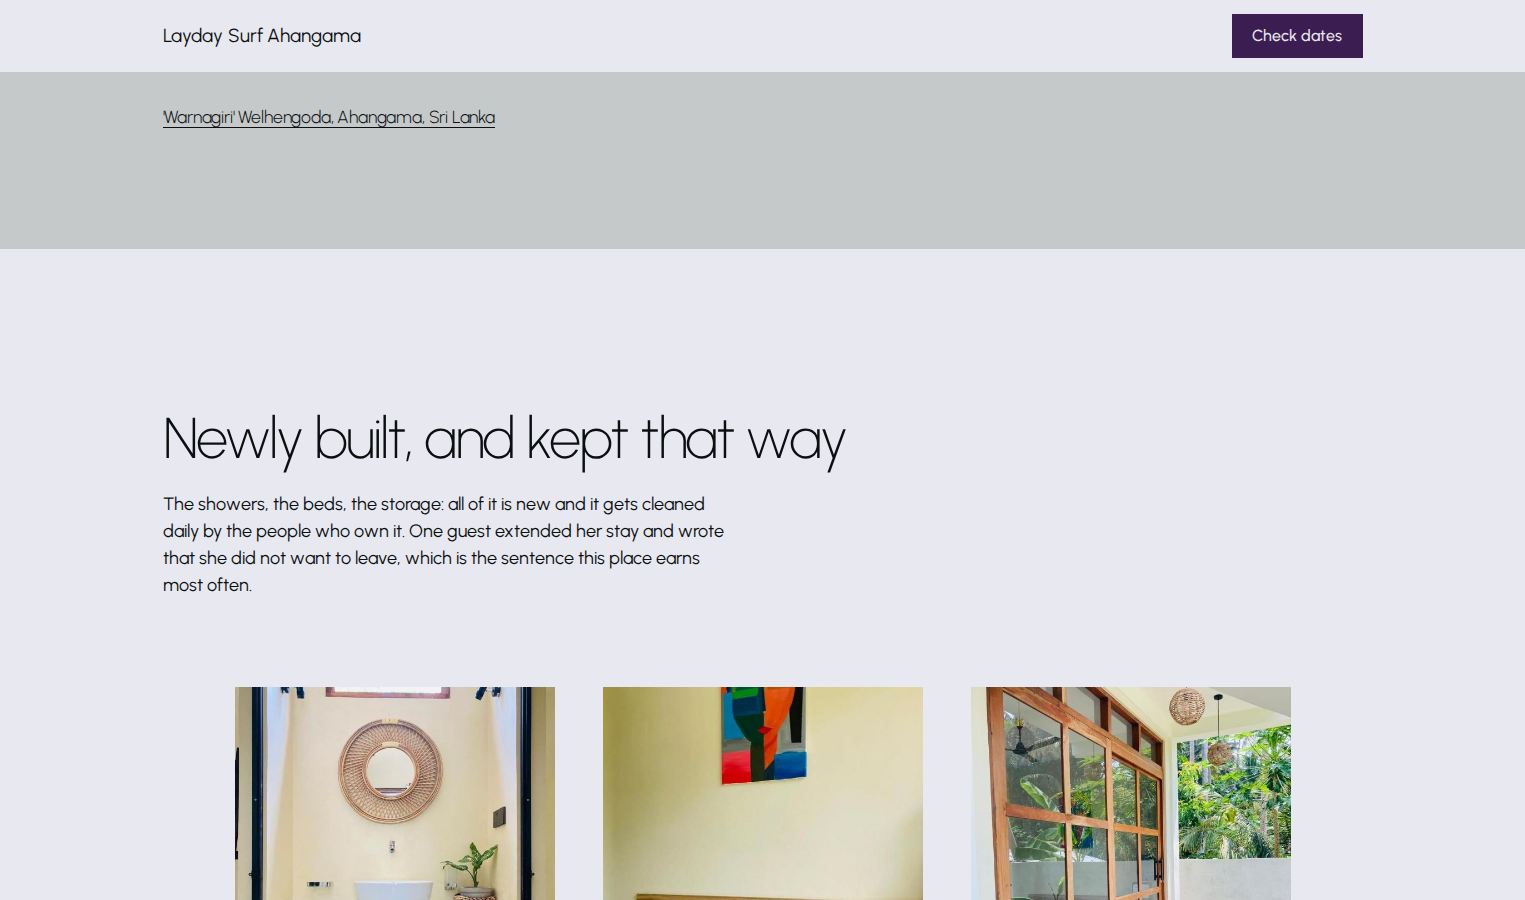 Layday Surf Ahangama
Check dates
'Warnagiri' Welhengoda, Ahangama, Sri Lanka
Newly built, and kept that way
The showers, the beds, the storage: all of it is new and it gets cleaned
daily by the people who own it. One guest extended her stay and wrote
that she did not want to leave, which is the sentence this place earns
most often.